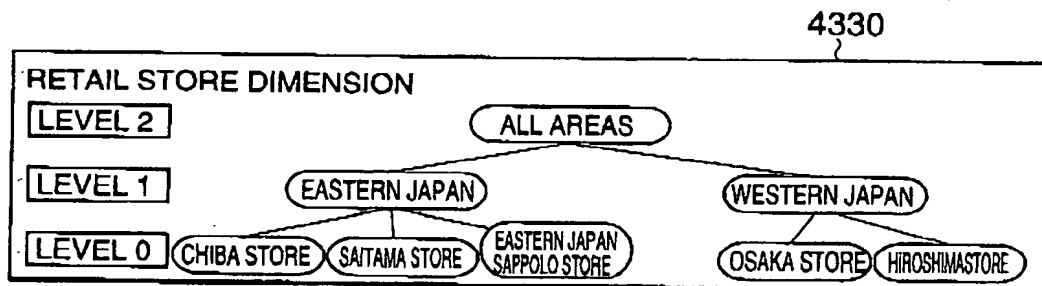 4330
RETAIL STORE DIMENSION
LEVEL 2
ALL AREAS
LEVEL 1
EASTERN JAPAN
WESTERN JAPAN
LEVEL 0
CHIBA STORE
SAITAMA STORE
EASTERN JAPAN
SAPPOLO STORE
OSAKA STORE
HIROSHIMASTORE